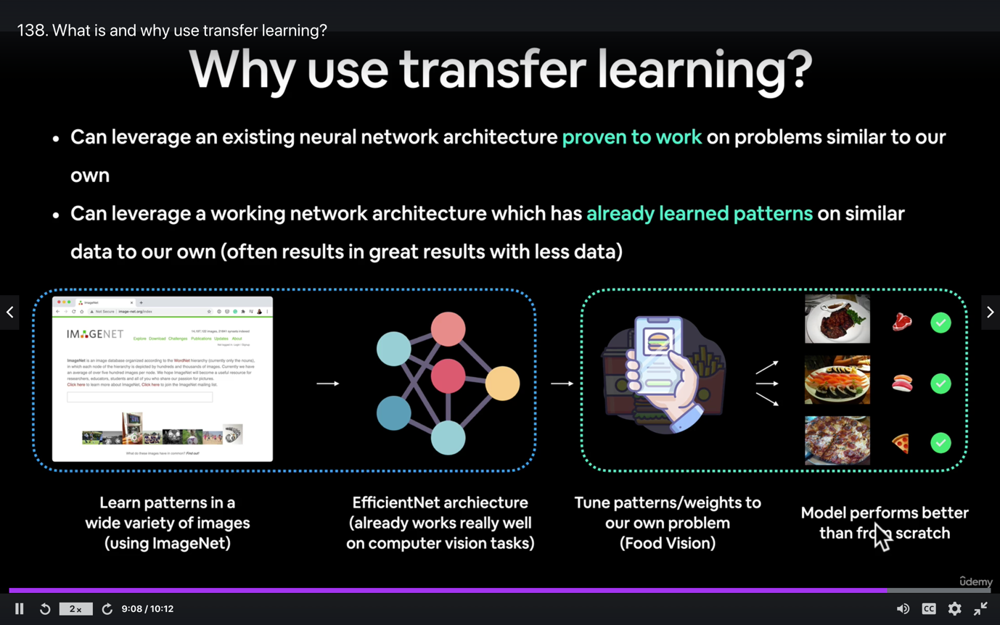 138. What is and why use transfer learning?
Why use transfer learning?
• Can leverage an existing neural network architecture proven to work on problems similar to our
own
• Can leverage a working network architecture which has already learned patterns on similar
data to our own (often results in great results with less data)
ImageNet
Not Secure | image-net.org/index
IMAGENET
14,197,122 images, 21841 synsets indexed
Explore Download Challenges Publications Updates About
Not logged in. Login | Signup
ImageNet is an image database organized according to the WordNet hierarchy (currently only the nouns),
in which each node of the hierarchy is depicted by hundreds and thousands of images. Currently we have
an average of over five hundred images per node. We hope ImageNet will become a useful resource for
researchers, educators, students and all of you who share our passion for pictures.
Click here to learn more about ImageNet, Click here to join the ImageNet mailing list.
What do these images have in common? Find out!
Learn patterns in a
wide variety of images
(using ImageNet)
EfficientNet archiecture
(already works really well
on computer vision tasks)
Tune patterns/weights to
our own problem
(Food Vision)
Model performs better
than from scratch
ûdemy
2x
9:08 / 10:12
CC